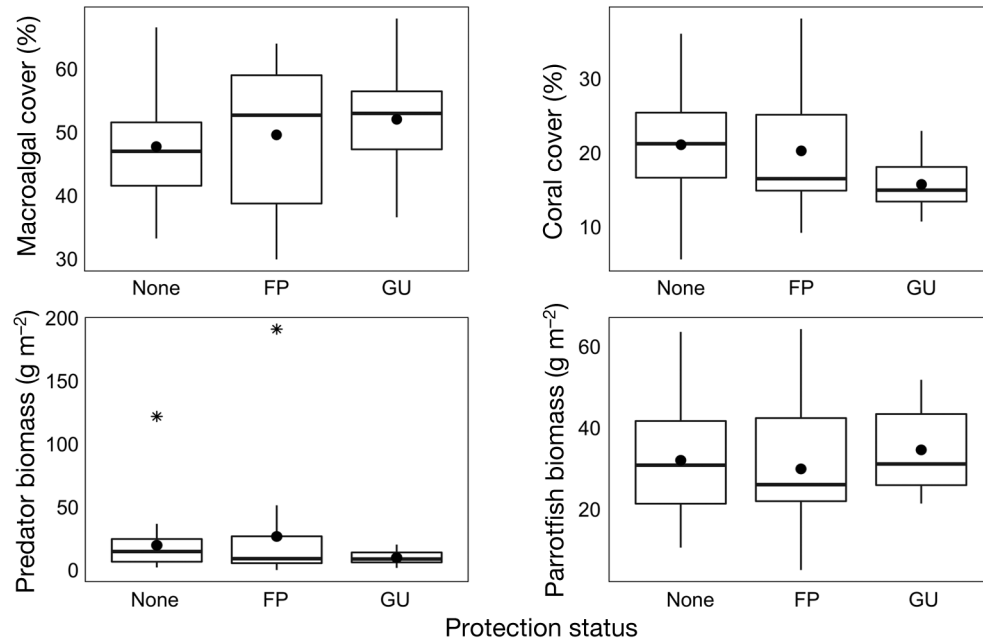 Macroalgal cover (%)
60
50
40
30
None FP GU
Coral cover (%)
30
20
10
None FP GU
Predator biomass (g m⁻²)
200
150
100
50
0
None FP GU
Parrotfish biomass (g m⁻²)
60
40
20
None FP GU
Protection status